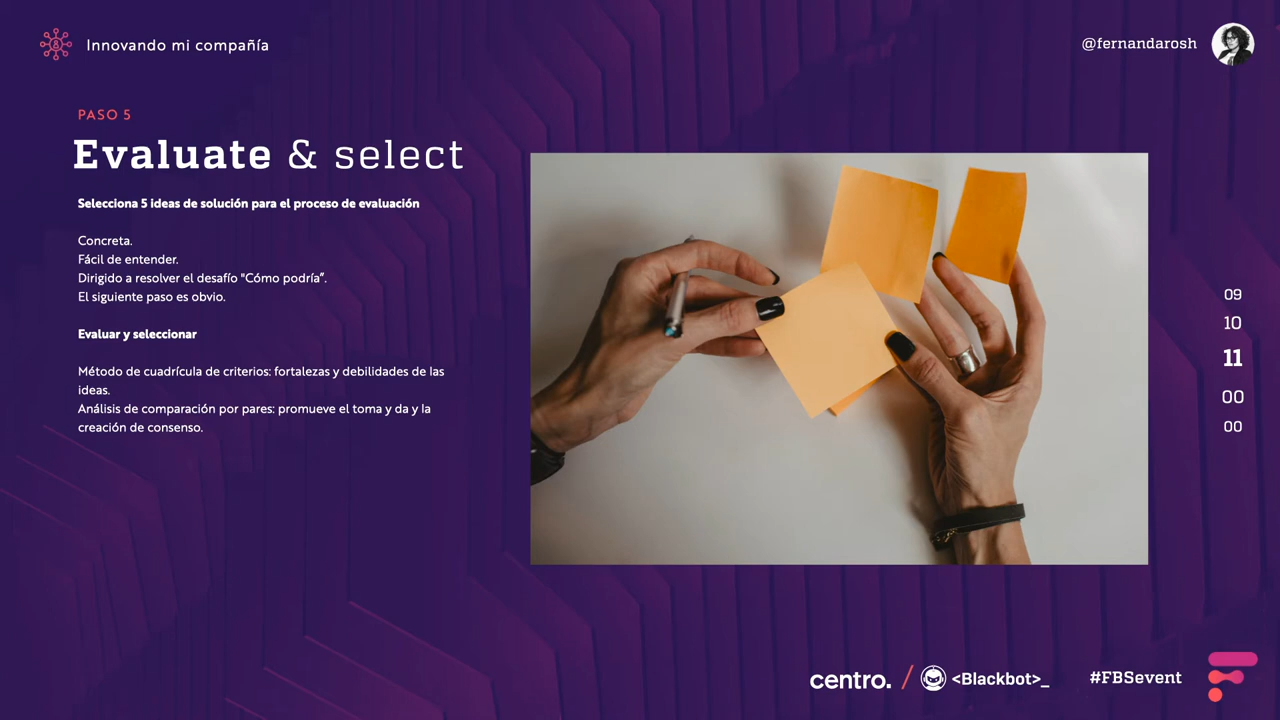 Innovando mi compañía
@fernandarosh
PASO 5
Evaluate & select
Selecciona 5 ideas de solución para el proceso de evaluación
Concreta.
Fácil de entender.
Dirigido a resolver el desafío "Cómo podría”.
El siguiente paso es obvio.
Evaluar y seleccionar
Método de cuadrícula de criterios: fortalezas y debilidades de las
ideas.
Análisis de comparación por pares: promueve el toma y da y la
creación de consenso.
09
10
11
00
00
centro. / <Blackbot>_
#FBSevent